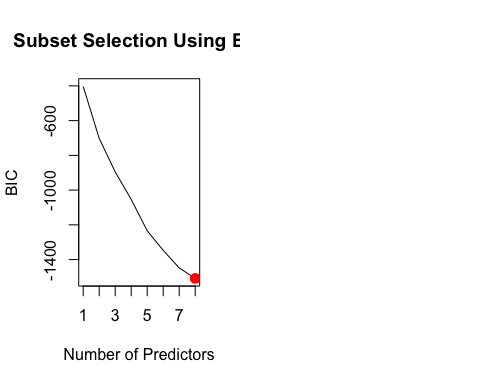 Subset Selection Using
BIC
-600
-1000
-1400
1 3 5 7
Number of Predictors